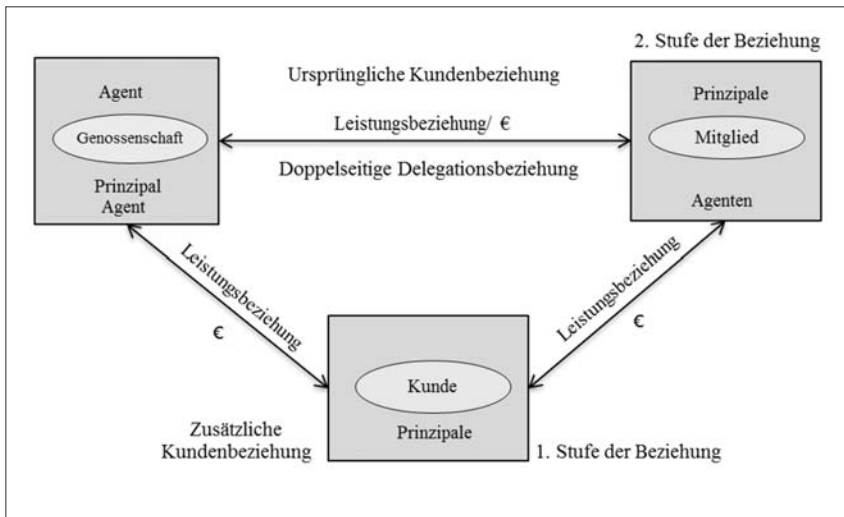 2. Stufe der Beziehung
Ursprüngliche Kundenbeziehung
Agent
Genossenschaft
Prinzipal
Agent
Leistungsbeziehung/ €
Doppelseitige Delegationsbeziehung
Prinzipale
Mitglied
Agenten
Leistungsbeziehung
€
Leistungsbeziehung
€
Kunde
Prinzipale
Zusätzliche
Kundenbeziehung
1. Stufe der Beziehung